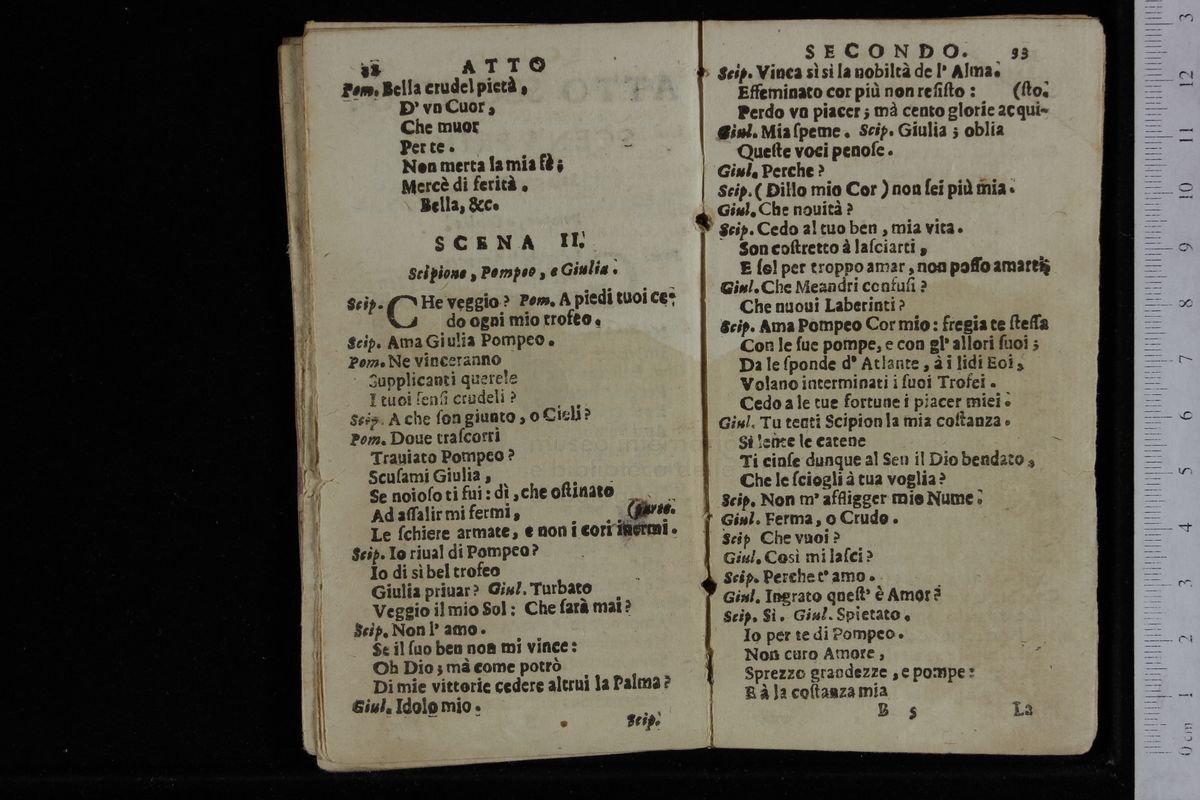 32 ATTO
Pom. Bella crudel pietà,
D' vn Cuor,
Che muor
Per te.
Non merta la mia fè;
Mercè di ferità.
Bella, &c.
SCENA II.
Scipione, Pompeo, e Giulia.
Scip. CHe veggio? Pom. A piedi tuoi ce-
do ogni mio trofeo.
Scip. Ama Giulia Pompeo.
Pom. Ne vinceranno
Supplicanti querele
I tuoi ſenſi crudeli?
Scip. A che ſon giunto, o Cieli?
Pom. Doue traſcorri
Trauiato Pompeo?
Scuſami Giulia,
Se noioſo ti fui: dì, che oſtinato
Ad aſſalir mi fermi, (parte.
Le ſchiere armate, e non i cori inermi.
Scip. Io riual di Pompeo?
Io di sì bel trofeo
Giulia priuar? Giul. Turbato
Veggio il mio Sol: Che farà mai?
Scip. Non l' amo.
Se il ſuo ben non mi vince:
Oh Dio; mà come potrò
Di mie vittorie cedere altrui la Palma?
Giul. Idolo mio.
Scip.
SECONDO. 33
Scip. Vinca sì si la nobiltà de l' Alma.
Effeminato cor più non reſiſto: (ſto.
Perdo vn piacer; mà cento glorie acqui-
Giul. Mia ſpeme. Scip. Giulia; oblia
Queſte voci penoſe.
Giul. Perche?
Scip. (Dillo mio Cor) non ſei più mia.
Giul. Che nouità?
Scip. Cedo al tuo ben, mia vita.
Son coſtretto à laſciarti,
E ſol per troppo amar, non poſſo amarti;
Giul. Che Meandri confuſi?
Che nuoui Laberinti?
Scip. Ama Pompeo Cor mio: fregia te ſteſſa
Con le ſue pompe, e con gl' allori ſuoi;
Da le ſponde d' Atlante, à i lidi Eoi,
Volano interminati i ſuoi Trofei.
Cedo a le tue fortune i piacer miei.
Giul. Tu tenti Scipion la mia coſtanza.
Si lente le catene
Ti cinſe dunque al Sen il Dio bendato,
Che le ſciogli à tua voglia?
Scip. Non m' affligger mio Nume.
Giul. Ferma, o Crudo.
Scip Che vuoi?
Giul. Così mi laſci?
Scip. Perche t' amo.
Giul. Ingrato queſt' è Amor?
Scip. Si. Giul. Spietato.
Io per te di Pompeo.
Non curo Amore,
Sprezzo grandezze, e pompe:
E à la coſtanza mia
B 5 La